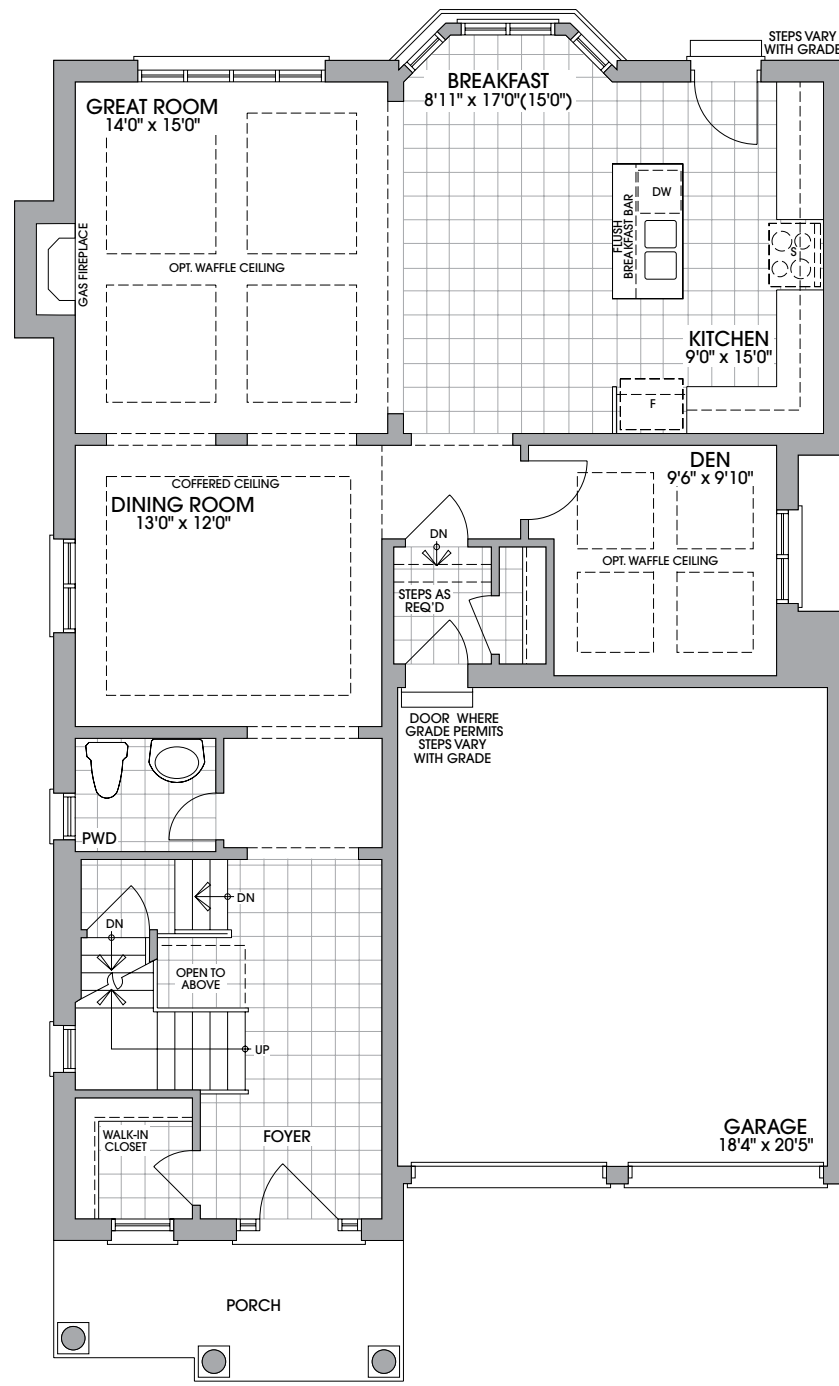 STEPS VARY
WITH GRADE
BREAKFAST
8'11" x 17'0"(15'0")
GREAT ROOM
14'0" x 15'0"
DW
FLUSH
BREAKFAST BAR
GAS FIREPLACE
S
OPT. WAFFLE CEILING
KITCHEN
9'0" x 15'0"
F
DEN
9'6" x 9'10"
COFFERED CEILING
DINING ROOM
13'0" x 12'0"
DN
OPT. WAFFLE CEILING
STEPS AS
REQ'D
DOOR WHERE
GRADE PERMITS
STEPS VARY
WITH GRADE
PWD
DN
DN
OPEN TO
ABOVE
UP
WALK-IN
CLOSET
FOYER
GARAGE
18'4" x 20'5"
PORCH